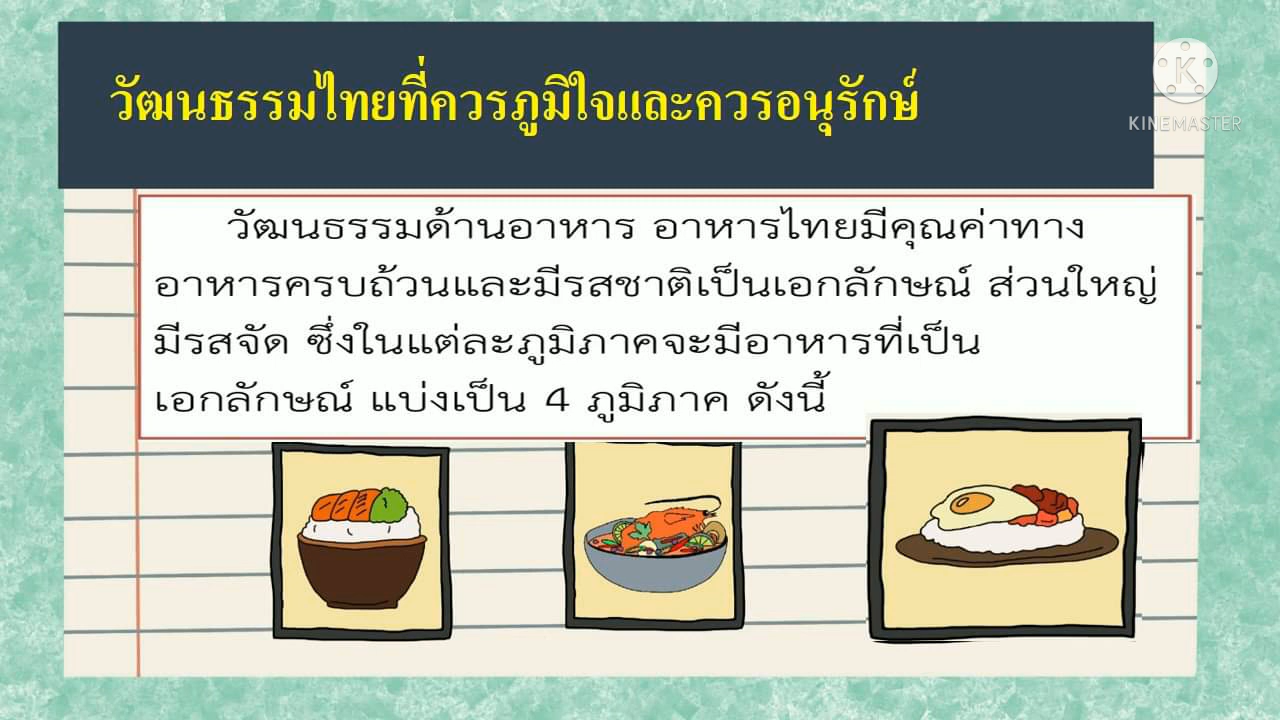 วัฒนธรรมไทยที่ควรภูมิใจและควรอนุรักษ์
K
KINEMASTER
วัฒนธรรมด้านอาหาร อาหารไทยมีคุณค่าทาง
อาหารครบถ้วนและมีรสชาติเป็นเอกลักษณ์ ส่วนใหญ่
มีรสจัด ซึ่งในแต่ละภูมิภาคจะมีอาหารที่เป็น
เอกลักษณ์ แบ่งเป็น 4 ภูมิภาค ดังนี้